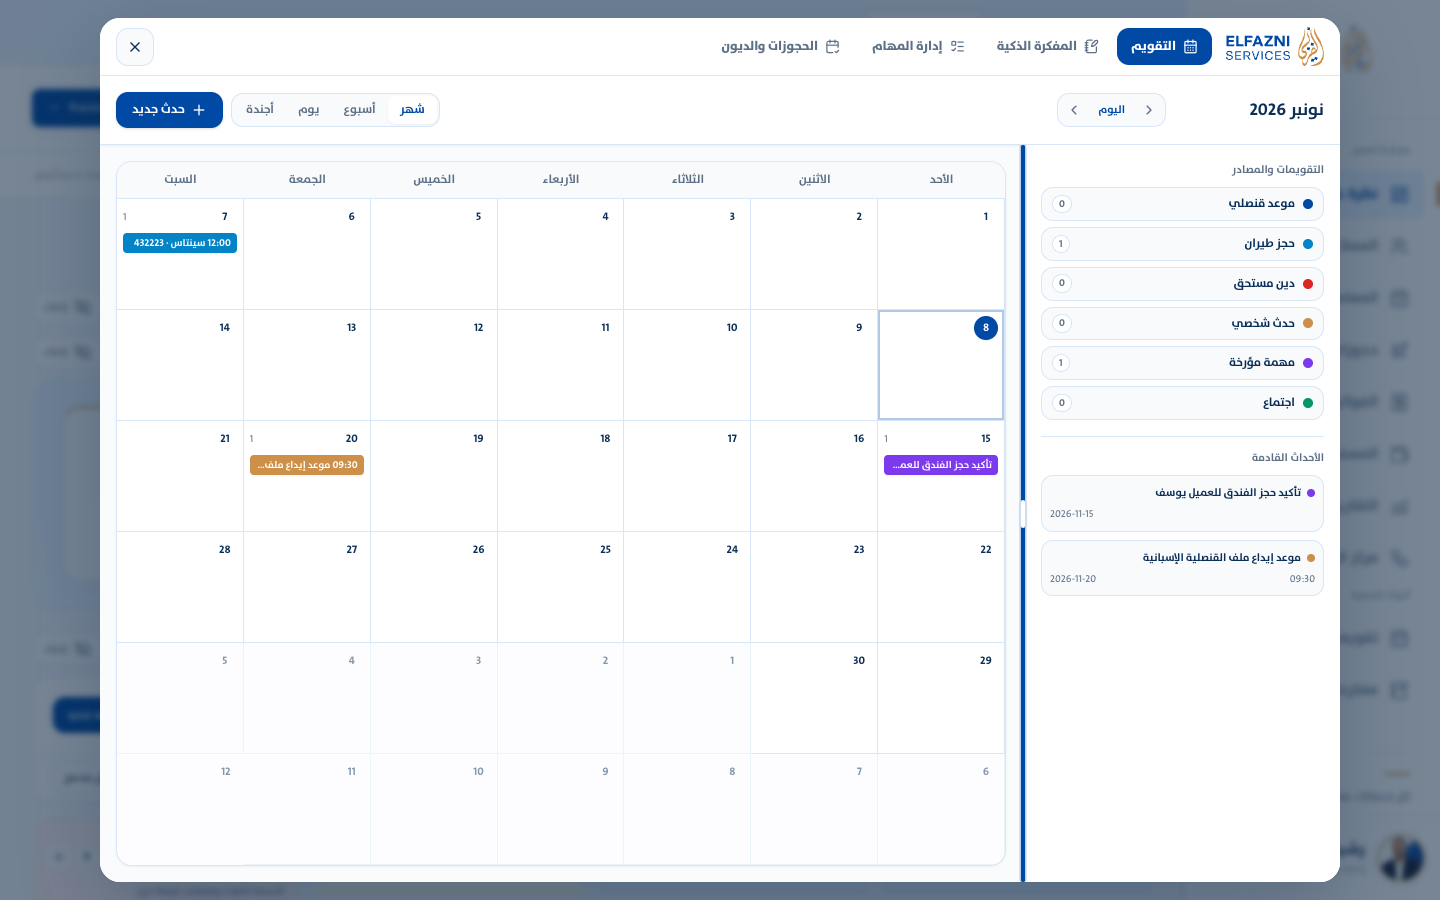 ELFAZNI
SERVICES
التقويم
المفكرة الذكية
إدارة المهام
الحجوزات والديون
نونبر 2026
اليوم
شهر
أسبوع
يوم
أجندة
حدث جديد
التقويمات والمصادر
موعد قنصلي 0
حجز طيران 1
دين مستحق 0
حدث شخصي 0
مهمة مؤرخة 1
اجتماع 0
الأحداث القادمة
تأكيد حجز الفندق للعميل يوسف
2026-11-15
موعد إيداع ملف القنصلية الإسبانية
09:30 2026-11-20
الأحد الاثنين الثلاثاء الأربعاء الخميس الجمعة السبت
1 2 3 4 5 6 7 1
12:00 سينتاس · 432223
8 9 10 11 12 13 14
15 1 16 17 18 19 20 1 21
تأكيد حجز الفندق للعمـ...
09:30 موعد إيداع ملف...
22 23 24 25 26 27 28
29 30 1 2 3 4 5
6 7 8 9 10 11 12